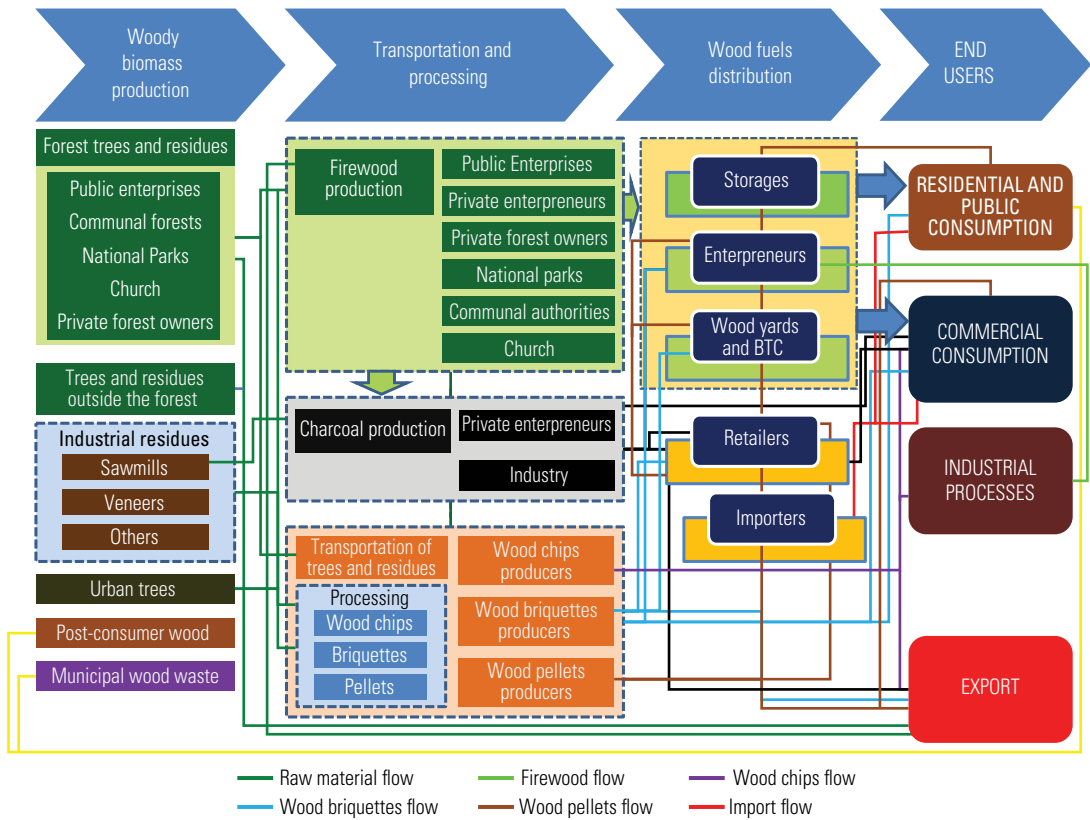 Woody
biomass
production
Transportation and
processing
Wood fuels
distribution
END
USERS
Forest trees and residues
Public enterprises
Communal forests
National Parks
Church
Private forest owners
Trees and residues
outside the forest
Industrial residues
Sawmills
Veneers
Others
Urban trees
Post-consumer wood
Municipal wood waste
Firewood
production
Public Enterprises
Private enterpreneurs
Private forest owners
National parks
Communal authorities
Church
Charcoal production
Private enterpreneurs
Industry
Transportation of
trees and residues
Processing
Wood chips
Briquettes
Pellets
Wood chips
producers
Wood briquettes
producers
Wood pellets
producers
Storages
Enterpreneurs
Wood yards
and BTC
Retailers
Importers
RESIDENTIAL AND
PUBLIC
CONSUMPTION
COMMERCIAL
CONSUMPTION
INDUSTRIAL
PROCESSES
EXPORT
Raw material flow
Firewood flow
Wood chips flow
Wood briquettes flow
Wood pellets flow
Import flow